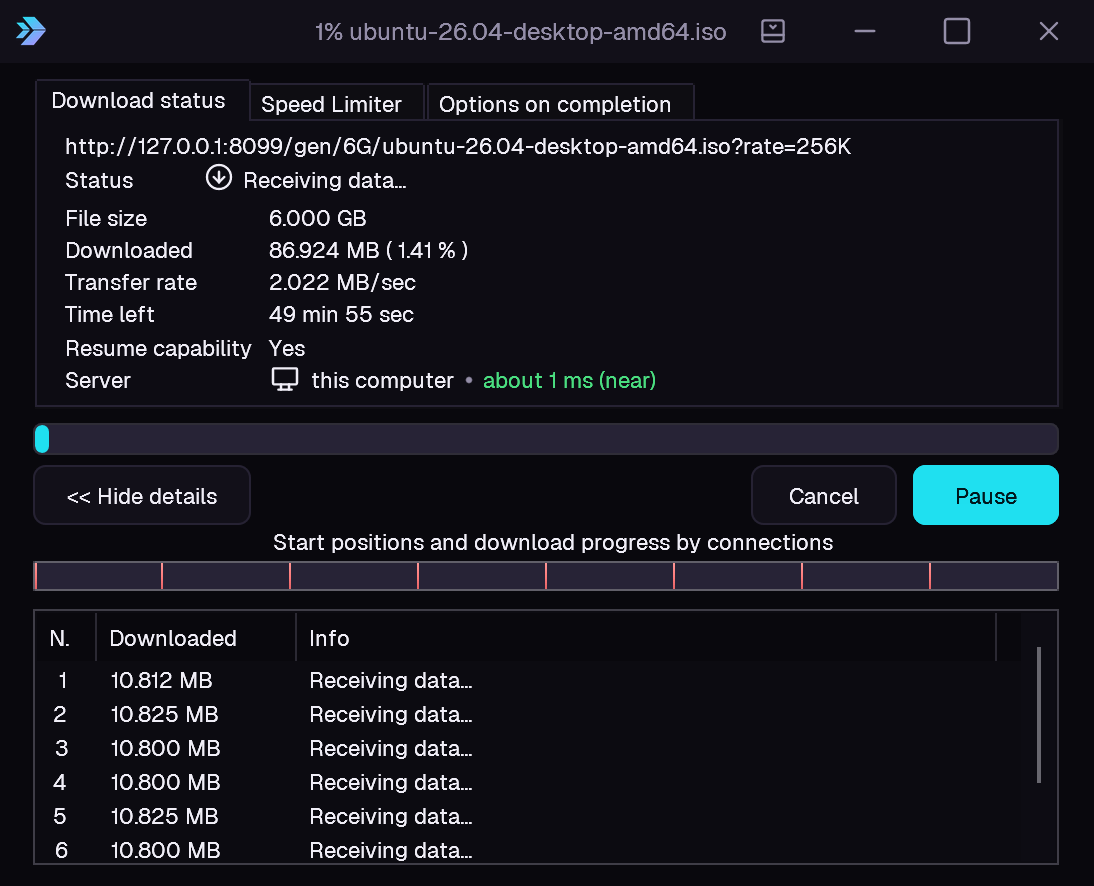 1% ubuntu-26.04-desktop-amd64.iso
Download status Speed Limiter Options on completion
http://127.0.0.1:8099/gen/6G/ubuntu-26.04-desktop-amd64.iso?rate=256K
Status Receiving data...
File size 6.000 GB
Downloaded 86.924 MB ( 1.41 % )
Transfer rate 2.022 MB/sec
Time left 49 min 55 sec
Resume capability Yes
Server this computer • about 1 ms (near)
<< Hide details Cancel Pause
Start positions and download progress by connections
N. Downloaded Info
1 10.812 MB Receiving data...
2 10.825 MB Receiving data...
3 10.800 MB Receiving data...
4 10.800 MB Receiving data...
5 10.825 MB Receiving data...
6 10.800 MB Receiving data...